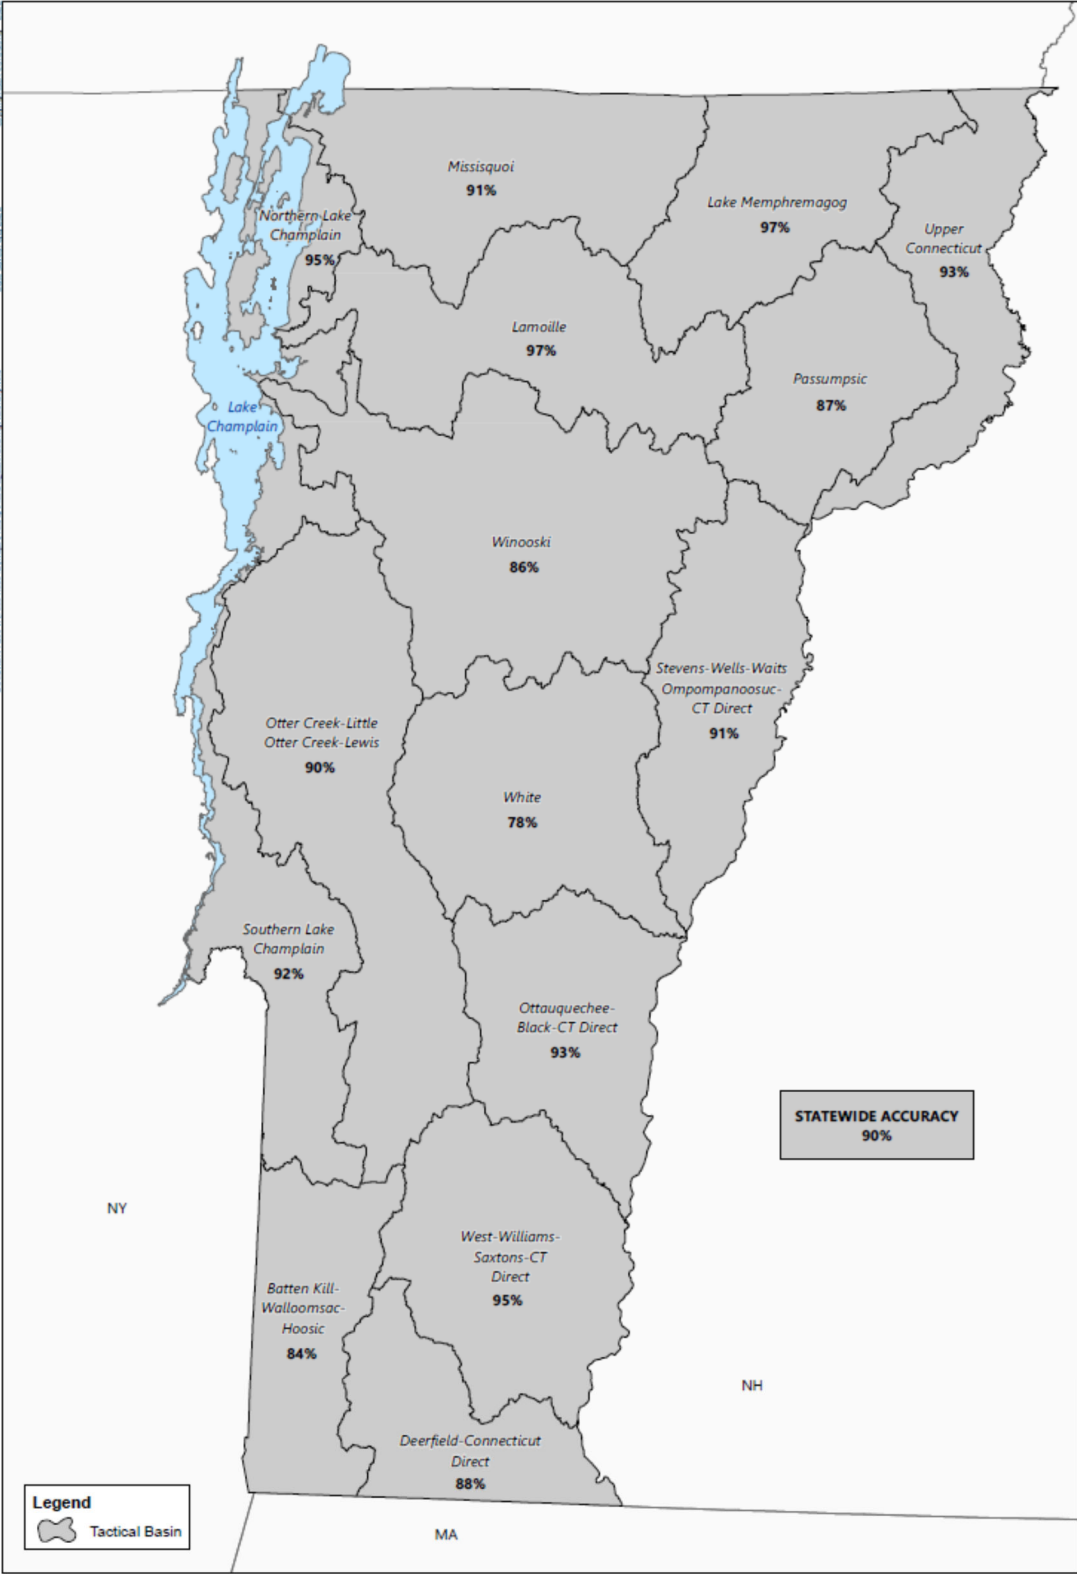 Missisquoi
91%
Lake Memphremagog
97%
Northern Lake
Champlain
95%
Upper
Connecticut
93%
Lamoille
97%
Passumpsic
87%
Lake
Champlain
Winooski
86%
Stevens-Wells-Waits
Ompompanoosuc-
CT Direct
91%
Otter Creek-Little
Otter Creek-Lewis
90%
White
78%
Southern Lake
Champlain
92%
Ottauquechee-
Black-CT Direct
93%
STATEWIDE ACCURACY
90%
NY
West-Williams-
Saxtons-CT
Direct
95%
Batten Kill-
Walloomsac-
Hoosic
84%
NH
Deerfield-Connecticut
Direct
88%
Legend
Tactical Basin
MA